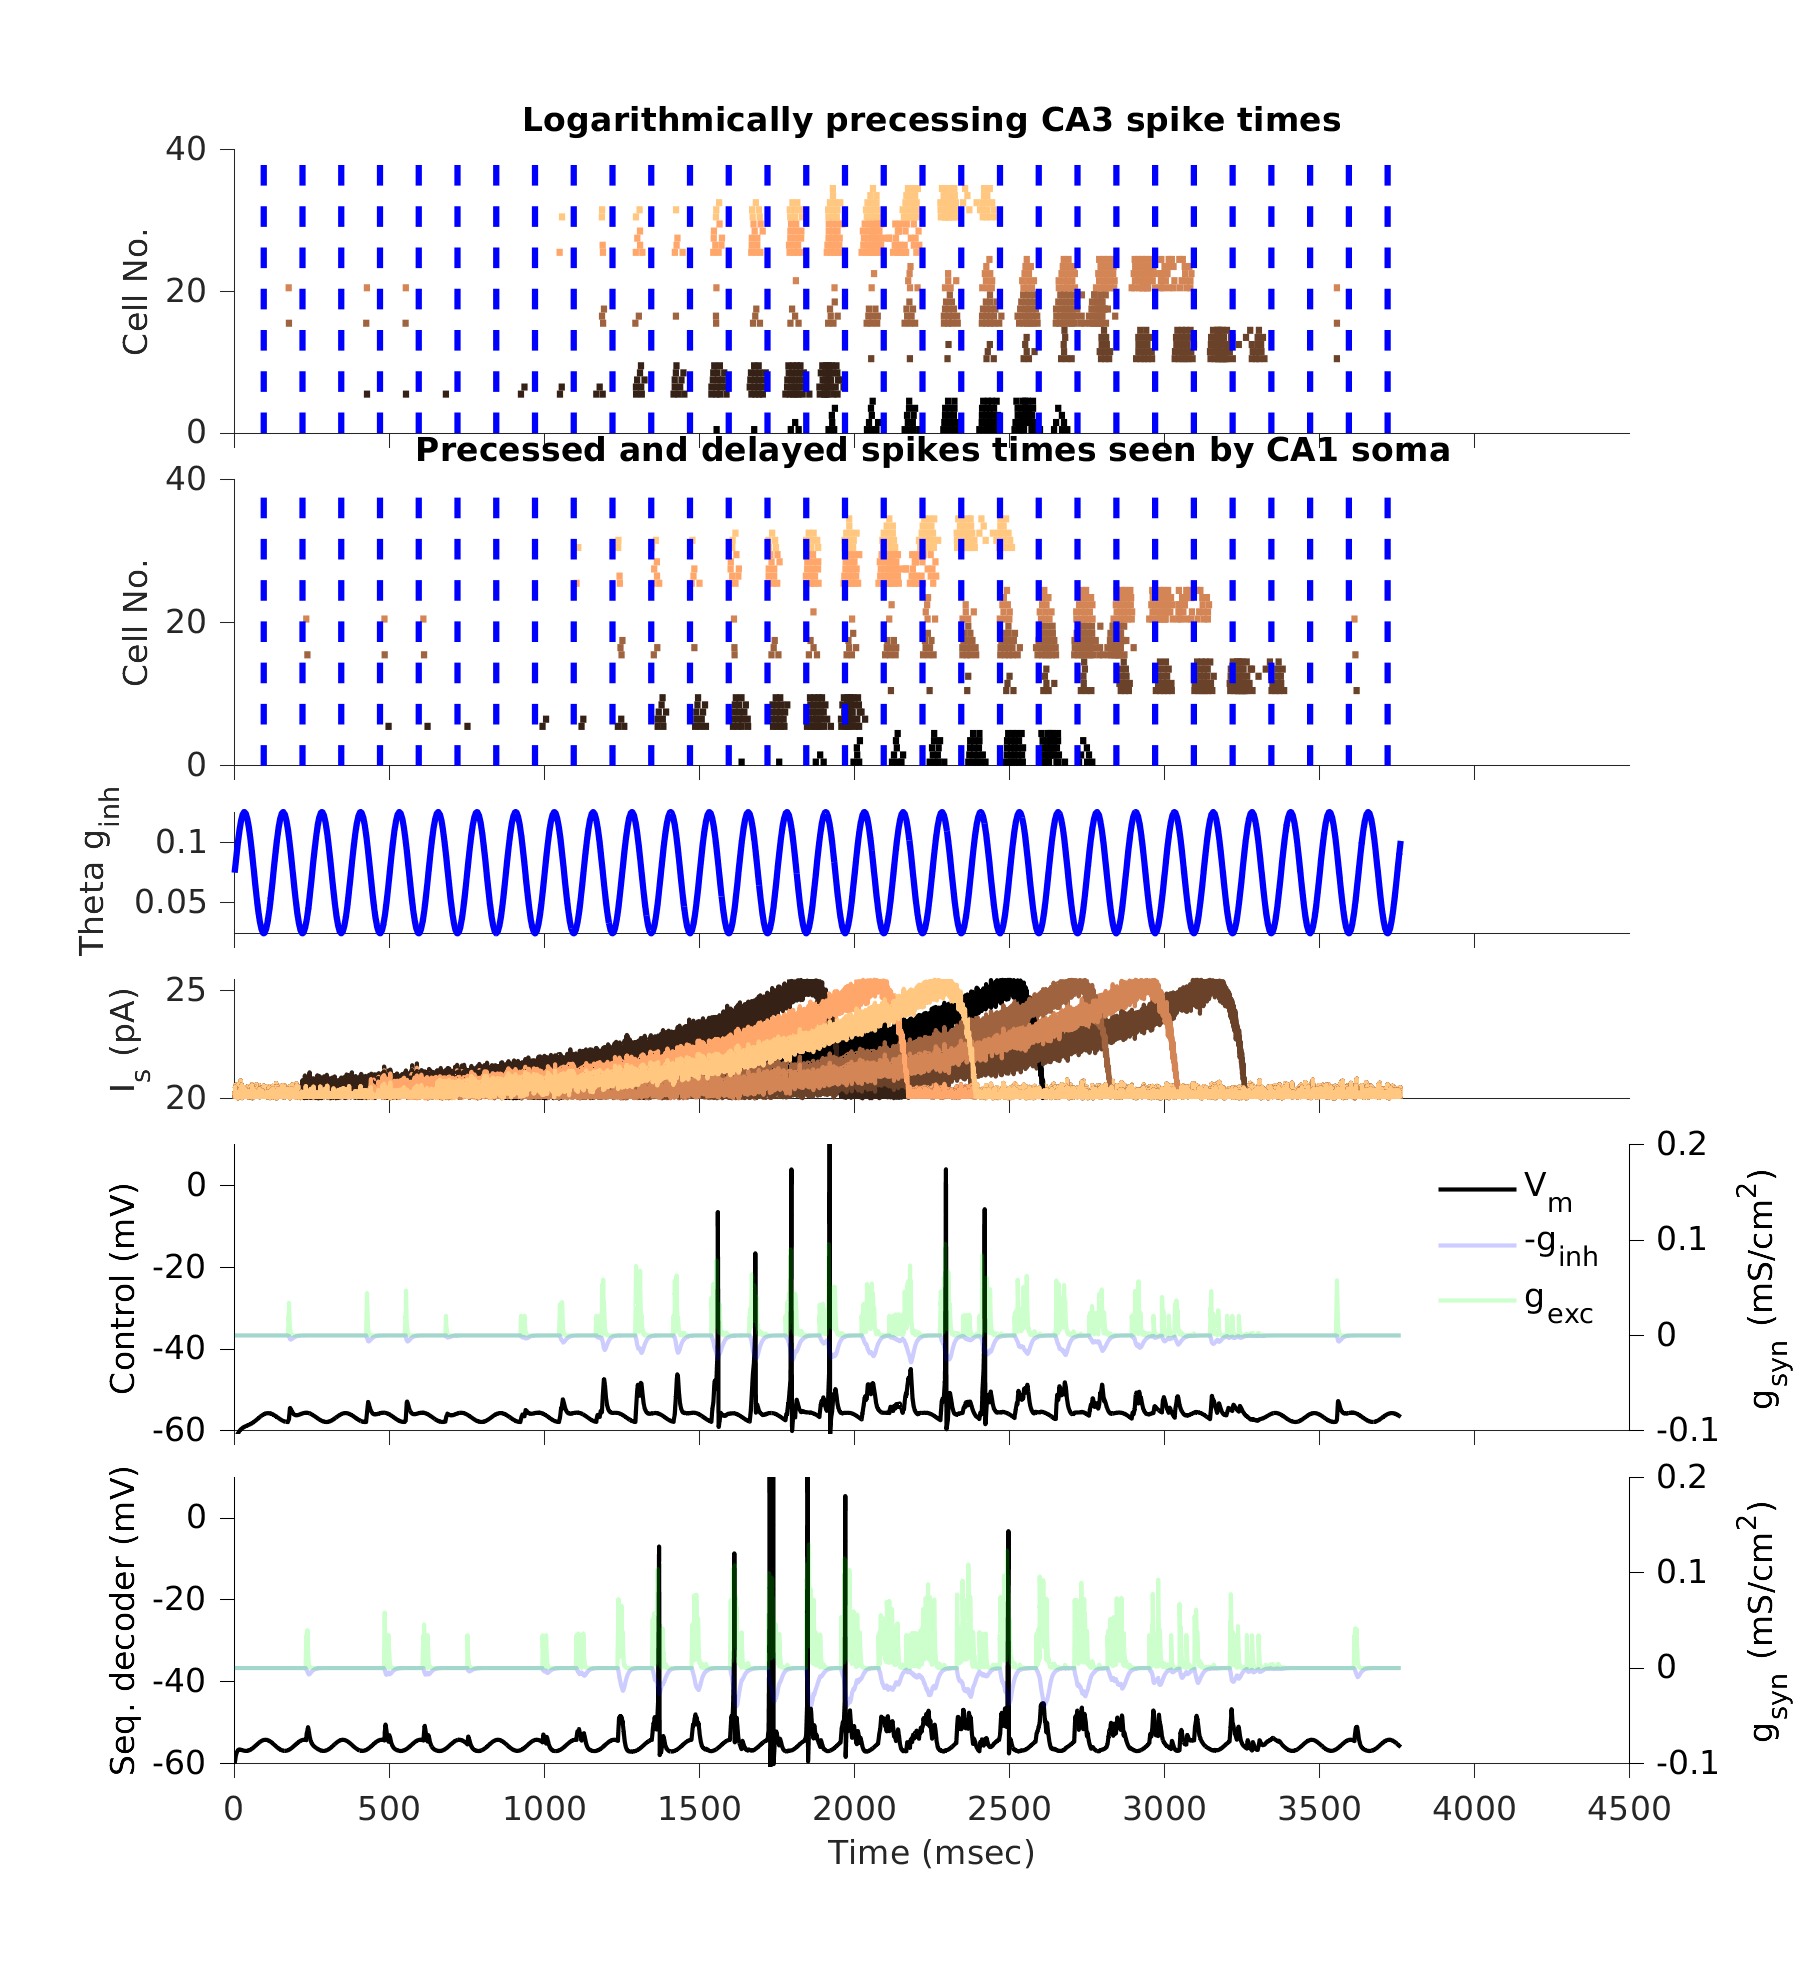 Logarithmically precessing CA3 spike times
40
20
0
Cell No.
Precessed and delayed spikes times seen by CA1 soma
40
20
0
Cell No.
0.1
0.05
Theta g_inh
25
20
I_s (pA)
0
-20
-40
-60
Control (mV)
V_m
-g_inh
g_exc
0.2
0.1
0
-0.1
g_syn (mS/cm²)
0
-20
-40
-60
Seq. decoder (mV)
0.2
0.1
0
-0.1
g_syn (mS/cm²)
0 500 1000 1500 2000 2500 3000 3500 4000 4500
Time (msec)